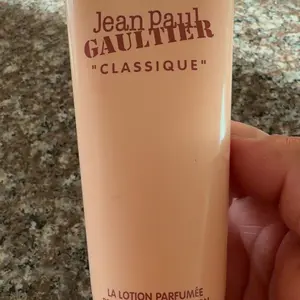 Jean Paul
GAULTIER
"CLASSIQUE"
LA LOTION PARFUMÉE